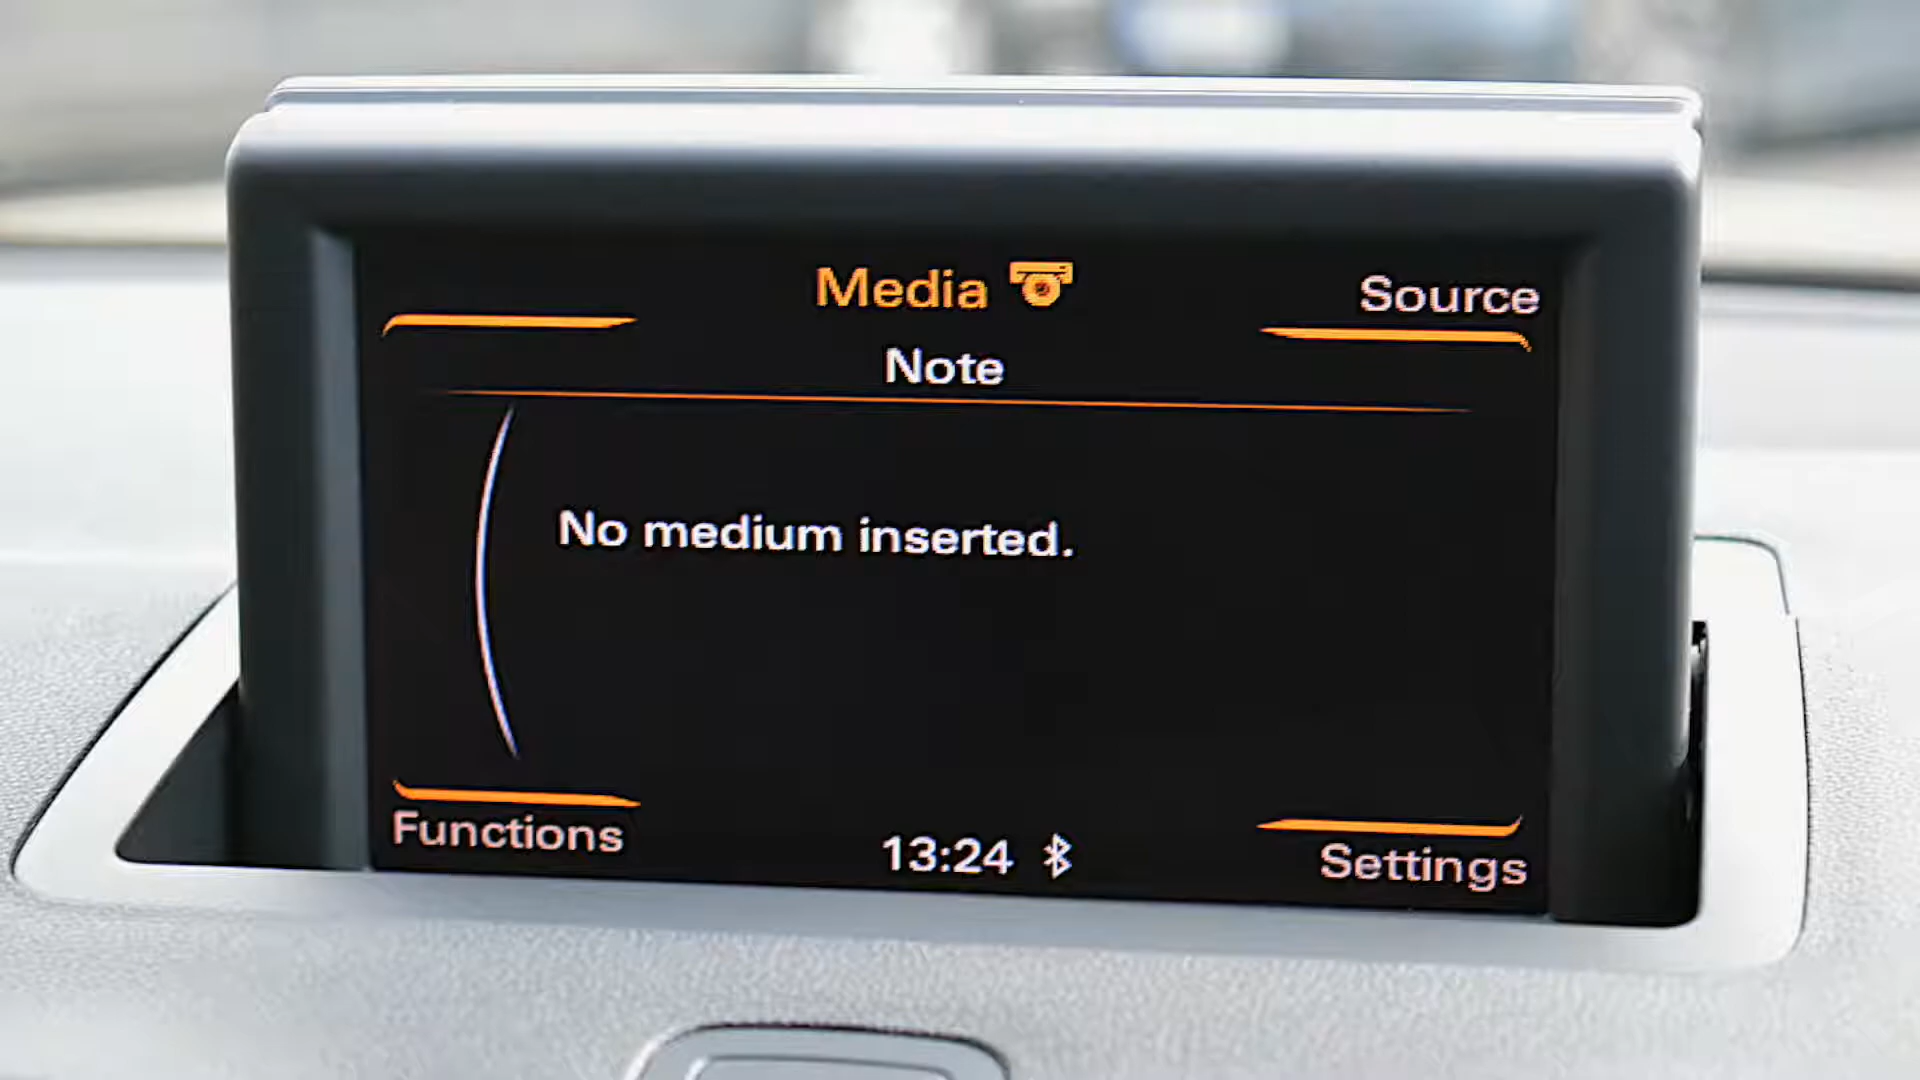 Media
Source
Note
No medium inserted.
Functions
13:24
Settings